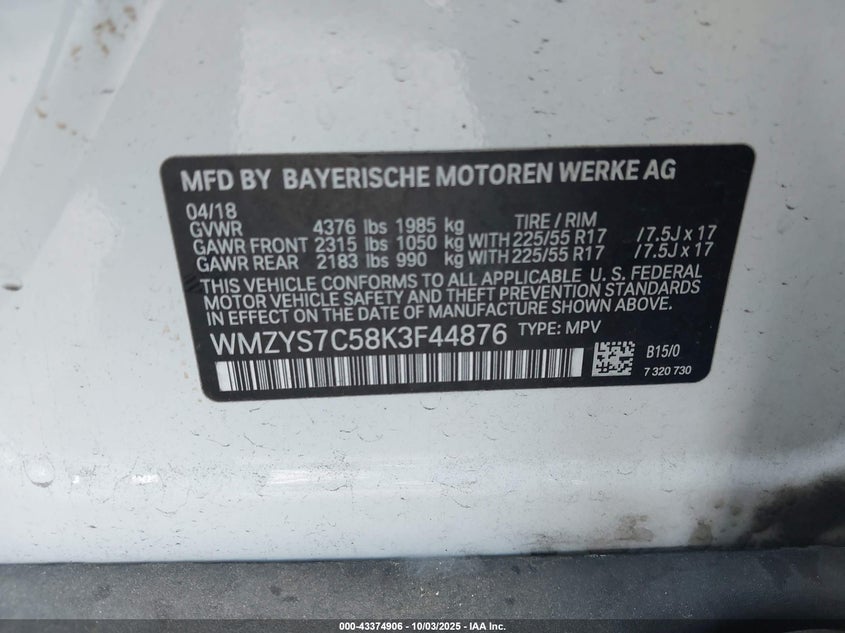 MFD BY BAYERISCHE MOTOREN WERKE AG
04/18
GVWR 4376 lbs 1985 kg TIRE / RIM
GAWR FRONT 2315 lbs 1050 kg WITH 225/55 R17 /7.5J x 17
GAWR REAR 2183 lbs 990 kg WITH 225/55 R17 /7.5J x 17
THIS VEHICLE CONFORMS TO ALL APPLICABLE U. S. FEDERAL
MOTOR VEHICLE SAFETY AND THEFT PREVENTION STANDARDS
IN EFFECT ON THE DATE OF MANUFACTURE SHOWN ABOVE.
WMZYS7C58K3F44876 TYPE: MPV
B15/0
7 320 730
000-43374906 - 10/03/2025 - IAA Inc.